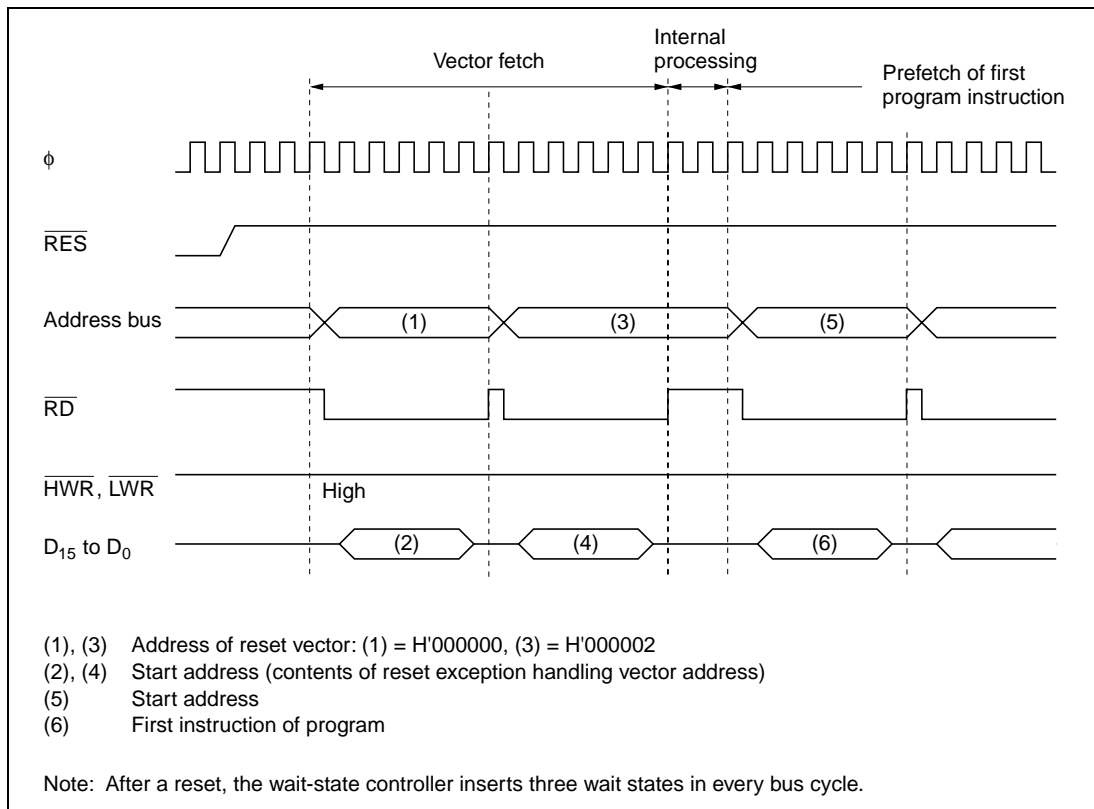 Vector fetch
Internal
processing
Prefetch of first
program instruction
ϕ
RES
Address bus
(1)
(3)
(5)
RD
HWR, LWR
High
D15 to D0
(2)
(4)
(6)
(1), (3) Address of reset vector: (1) = H'000000, (3) = H'000002
(2), (4) Start address (contents of reset exception handling vector address)
(5) Start address
(6) First instruction of program
Note: After a reset, the wait-state controller inserts three wait states in every bus cycle.